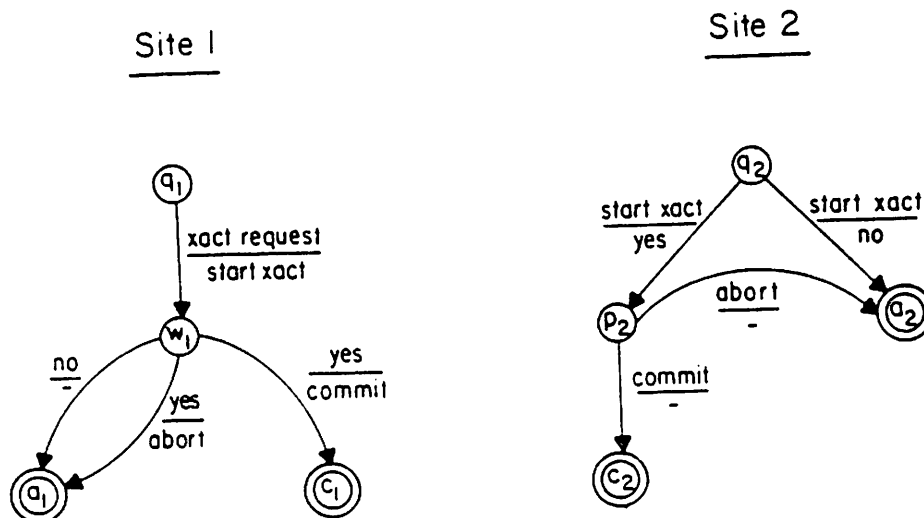 Site 1
Site 2
q1
xact request
start xact
w1
no
-
yes
abort
yes
commit
a1
c1
q2
start xact
yes
start xact
no
p2
abort
-
a2
commit
-
c2